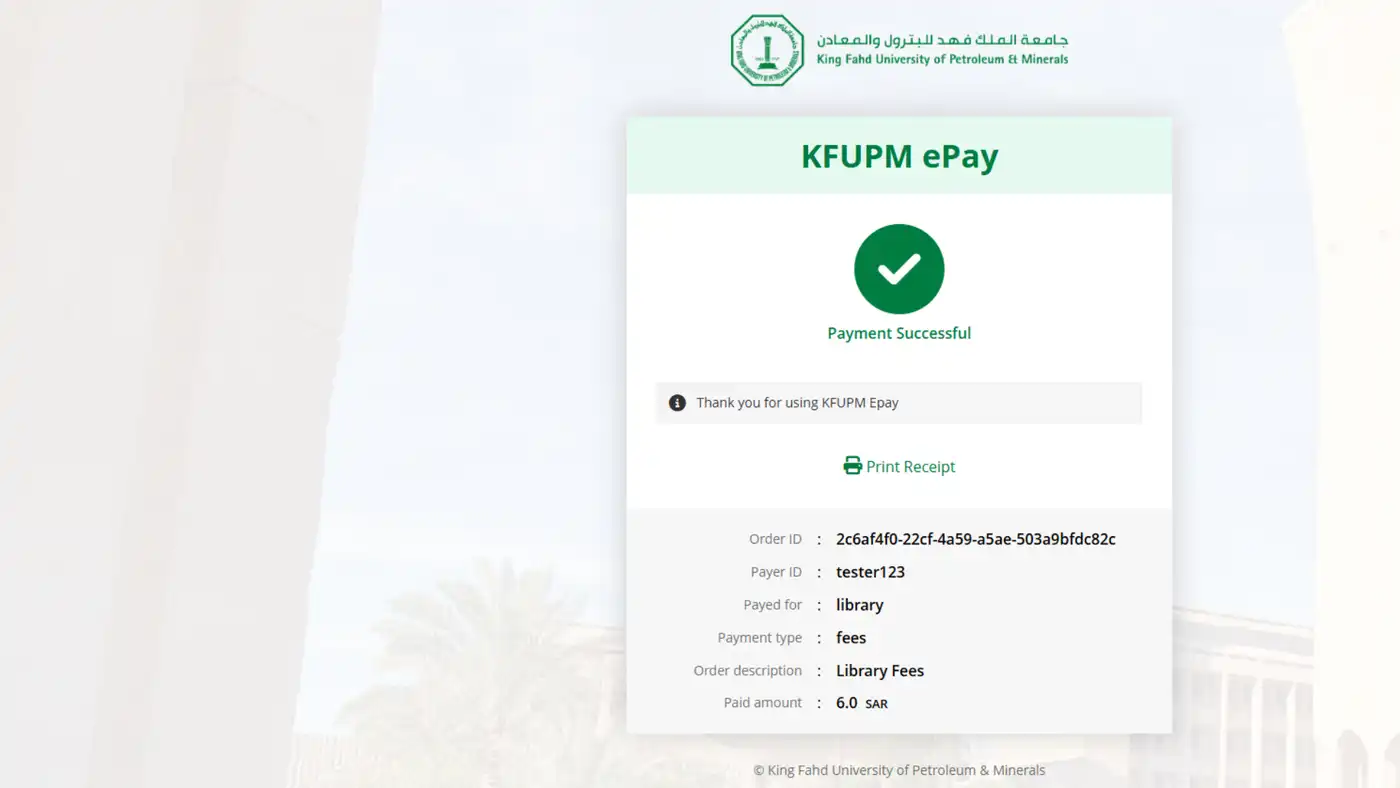 جامعة الملك فهد للبترول والمعادن
King Fahd University of Petroleum & Minerals
KFUPM ePay
Payment Successful
Thank you for using KFUPM Epay
Print Receipt
Order ID : 2c6af4f0-22cf-4a59-a5ae-503a9bfdc82c
Payer ID : tester123
Payed for : library
Payment type : fees
Order description : Library Fees
Paid amount : 6.0 SAR
© King Fahd University of Petroleum & Minerals